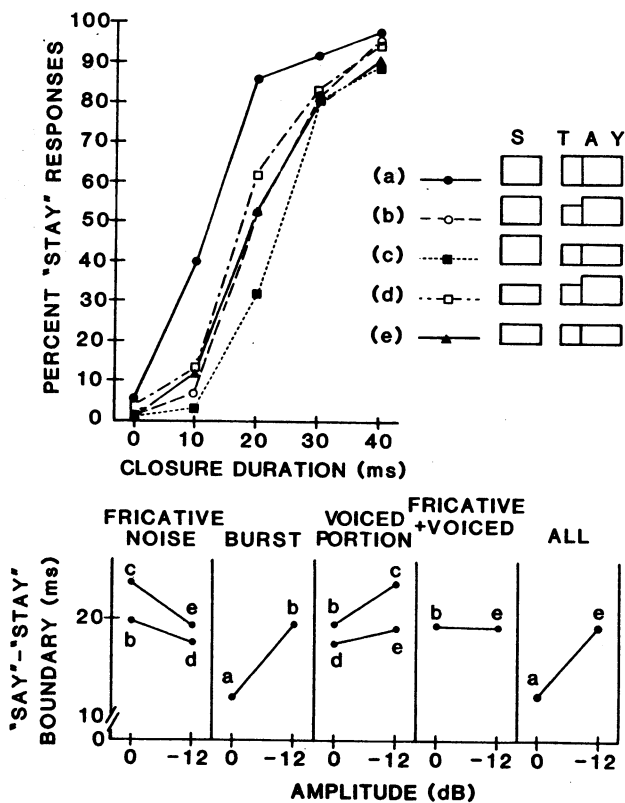 100
90
80
70
60
50
40
30
20
10
0
PERCENT "STAY" RESPONSES
0 10 20 30 40
CLOSURE DURATION (ms)
S T A Y
(a)
(b)
(c)
(d)
(e)
FRICATIVE NOISE
BURST
VOICED PORTION
FRICATIVE +VOICED
ALL
"SAY"-"STAY" BOUNDARY (ms)
20
10
0
c
b
e
d
a
b
b
d
c
e
b
e
a
e
0 -12 0 -12 0 -12 0 -12 0 -12
AMPLITUDE (dB)